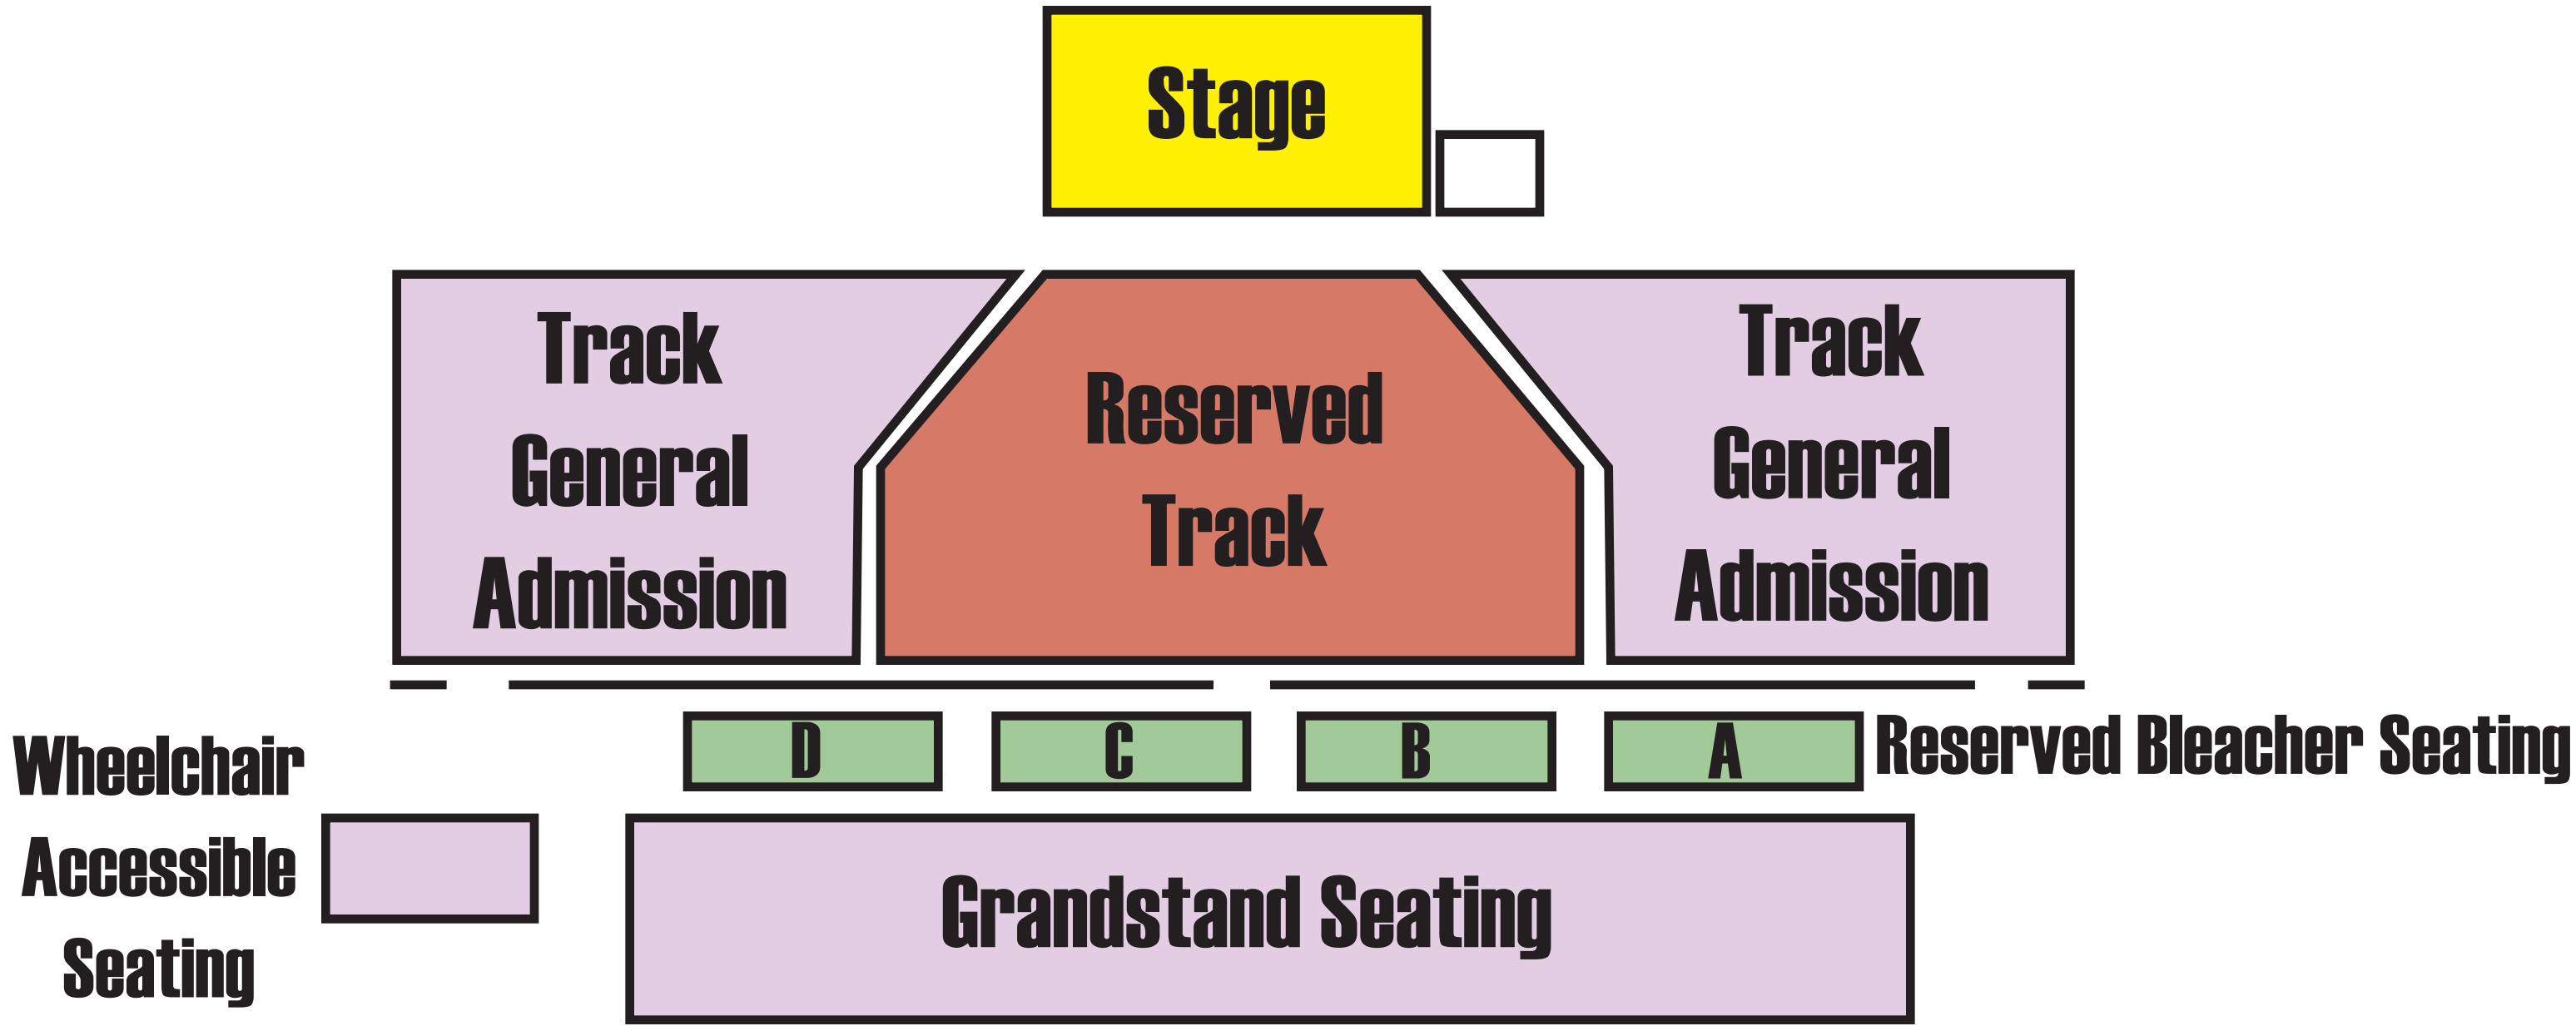 Stage
Track
General
Admission
Reserved
Track
Track
General
Admission
D
C
B
A
Reserved Bleacher Seating
Wheelchair
Accessible
Seating
Grandstand Seating